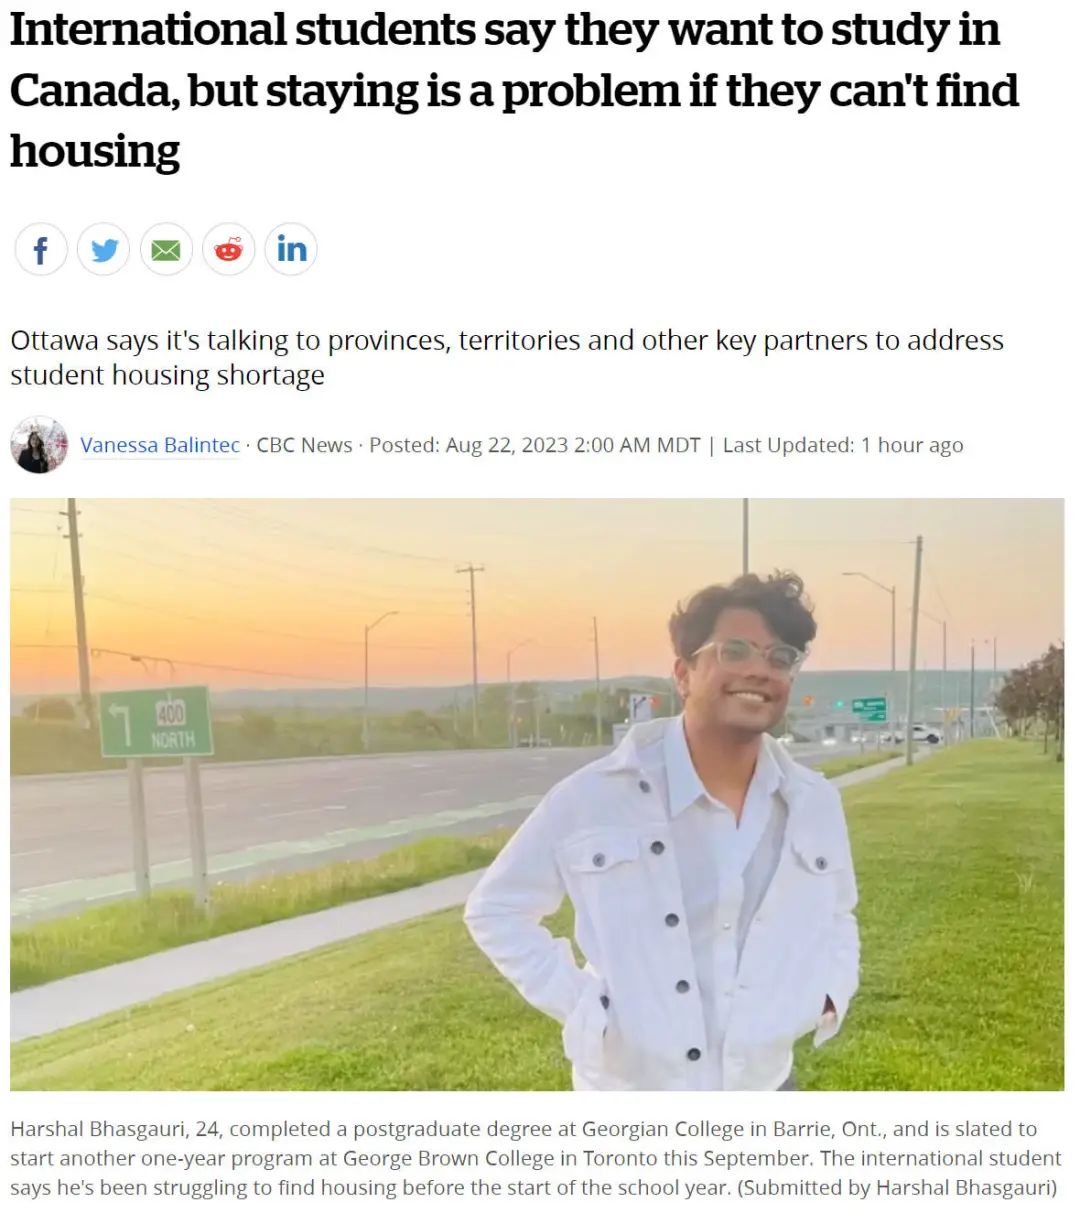 International students say they want to study in
Canada, but staying is a problem if they can't find
housing
f
in
Ottawa says it's talking to provinces, territories and other key partners to address
student housing shortage
Vanessa Balintec · CBC News · Posted: Aug 22, 2023 2:00 AM MDT | Last Updated: 1 hour ago
400
NORTH
Harshal Bhasgauri, 24, completed a postgraduate degree at Georgian College in Barrie, Ont., and is slated to
start another one-year program at George Brown College in Toronto this September. The international student
says he's been struggling to find housing before the start of the school year. (Submitted by Harshal Bhasgauri)